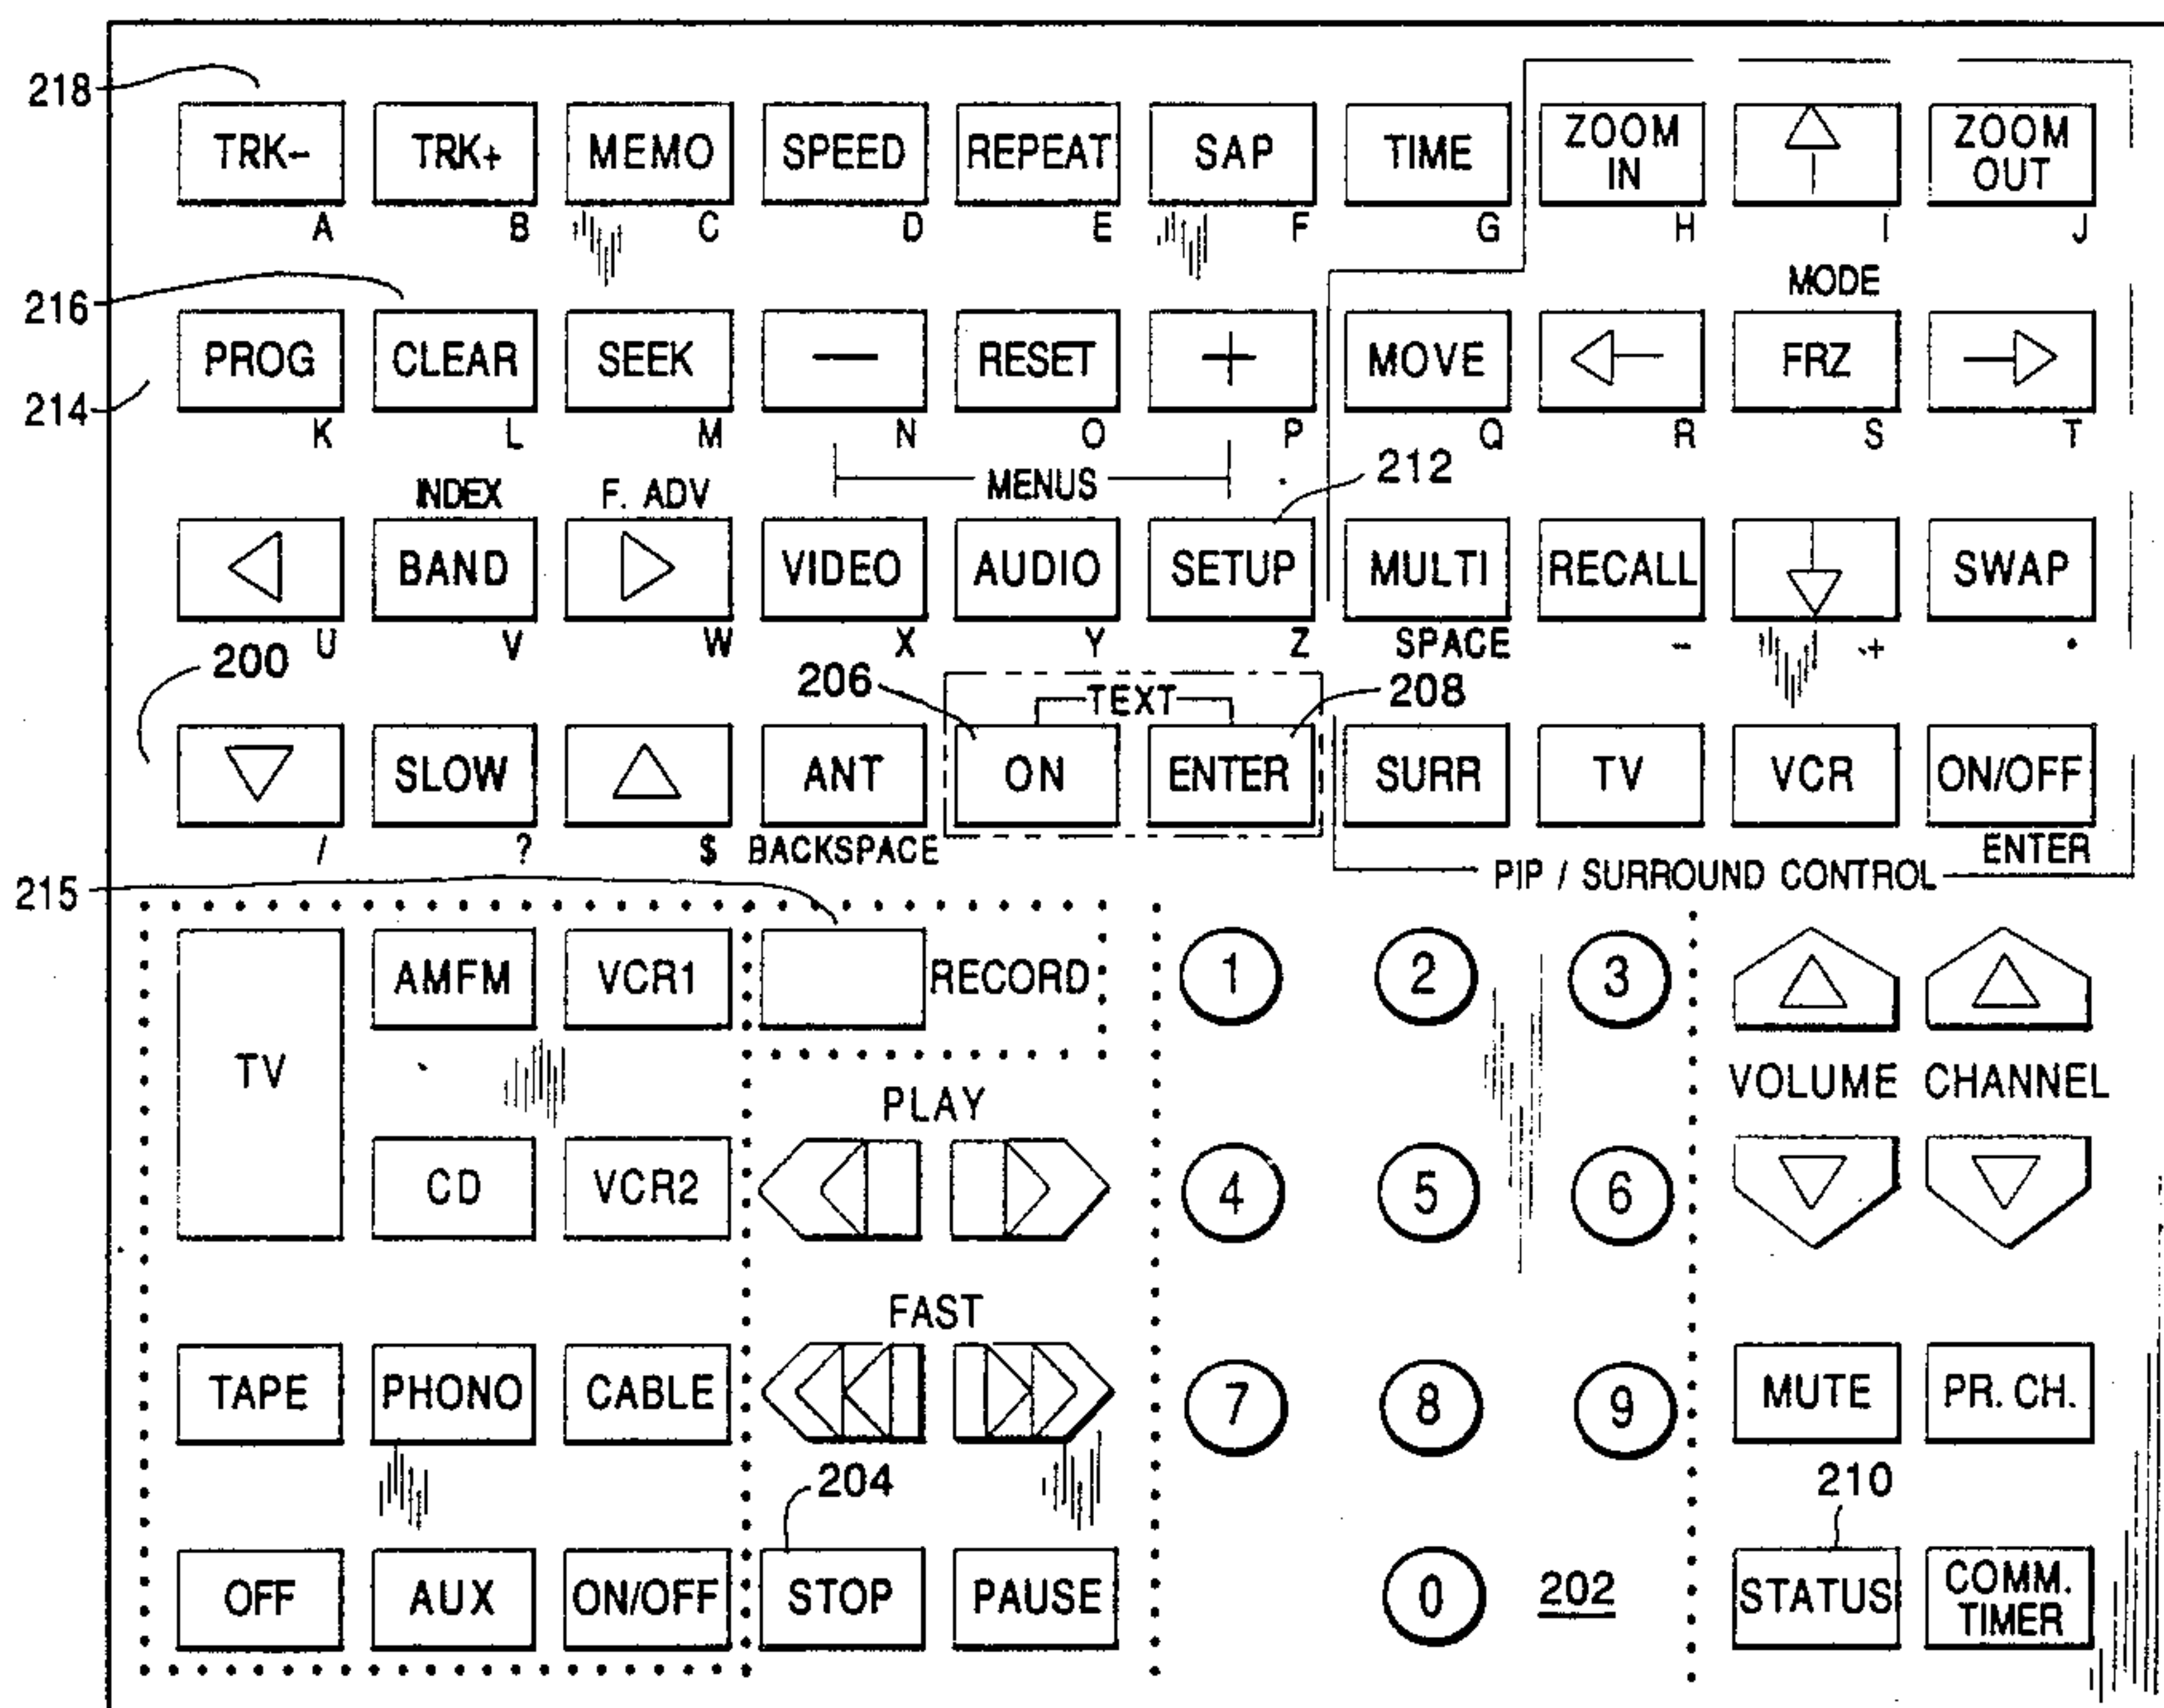 218
TRK- TRK+ MEMO SPEED REPEAT SAP TIME ZOOM IN ZOOM OUT
A B C D E F G H I J
216
MODE
PROG CLEAR SEEK — RESET + MOVE FRZ
214
K L M N O P Q R S T
212
INDEX F. ADV MENUS
BAND VIDEO AUDIO SETUP MULTI RECALL SWAP
U V W X Y Z SPACE - + .
200 206 TEXT 208
SLOW ANT ON ENTER SURR TV VCR ON/OFF
/ ? $ BACKSPACE ENTER
PIP / SURROUND CONTROL
215
TV AMFM VCR1 RECORD 1 2 3
PLAY VOLUME CHANNEL
CD VCR2 4 5 6
FAST
TAPE PHONO CABLE 7 8 9 MUTE PR. CH.
204 210
OFF AUX ON/OFF STOP PAUSE 0 202 STATUS COMM. TIMER